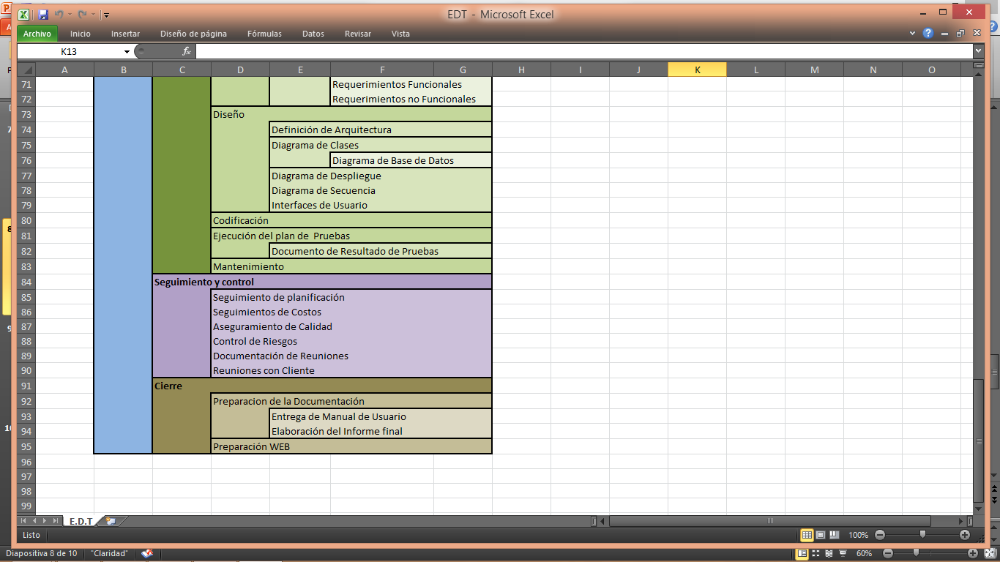 EDT - Microsoft Excel
Archivo Inicio Insertar Diseño de página Fórmulas Datos Revisar Vista
K13 fx
A B C D E F G H I J K L M N O
71 Requerimientos Funcionales
72 Requerimientos no Funcionales
73 Diseño
74 Definición de Arquitectura
75 Diagrama de Clases
76 Diagrama de Base de Datos
77 Diagrama de Despliegue
78 Diagrama de Secuencia
79 Interfaces de Usuario
80 Codificación
81 Ejecución del plan de  Pruebas
82 Documento de Resultado de Pruebas
83 Mantenimiento
84 Seguimiento y control
85 Seguimiento de planificación
86 Seguimientos de Costos
87 Aseguramiento de Calidad
88 Control de Riesgos
89 Documentación de Reuniones
90 Reuniones con Cliente
91 Cierre
92 Preparacion de la Documentación
93 Entrega de Manual de Usuario
94 Elaboración del Informe final
95 Preparación WEB
96
97
98
99
E.D.T
Listo 100%
Diapositiva 8 de 10 "Claridad" 60%